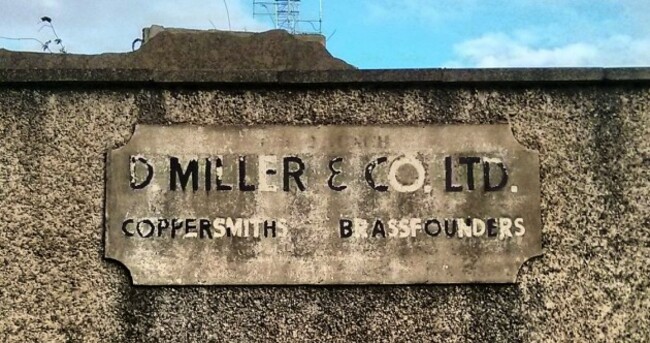 D. MILLER & CO. LTD.
COPPERSMITHS BRASSFOUNDERS